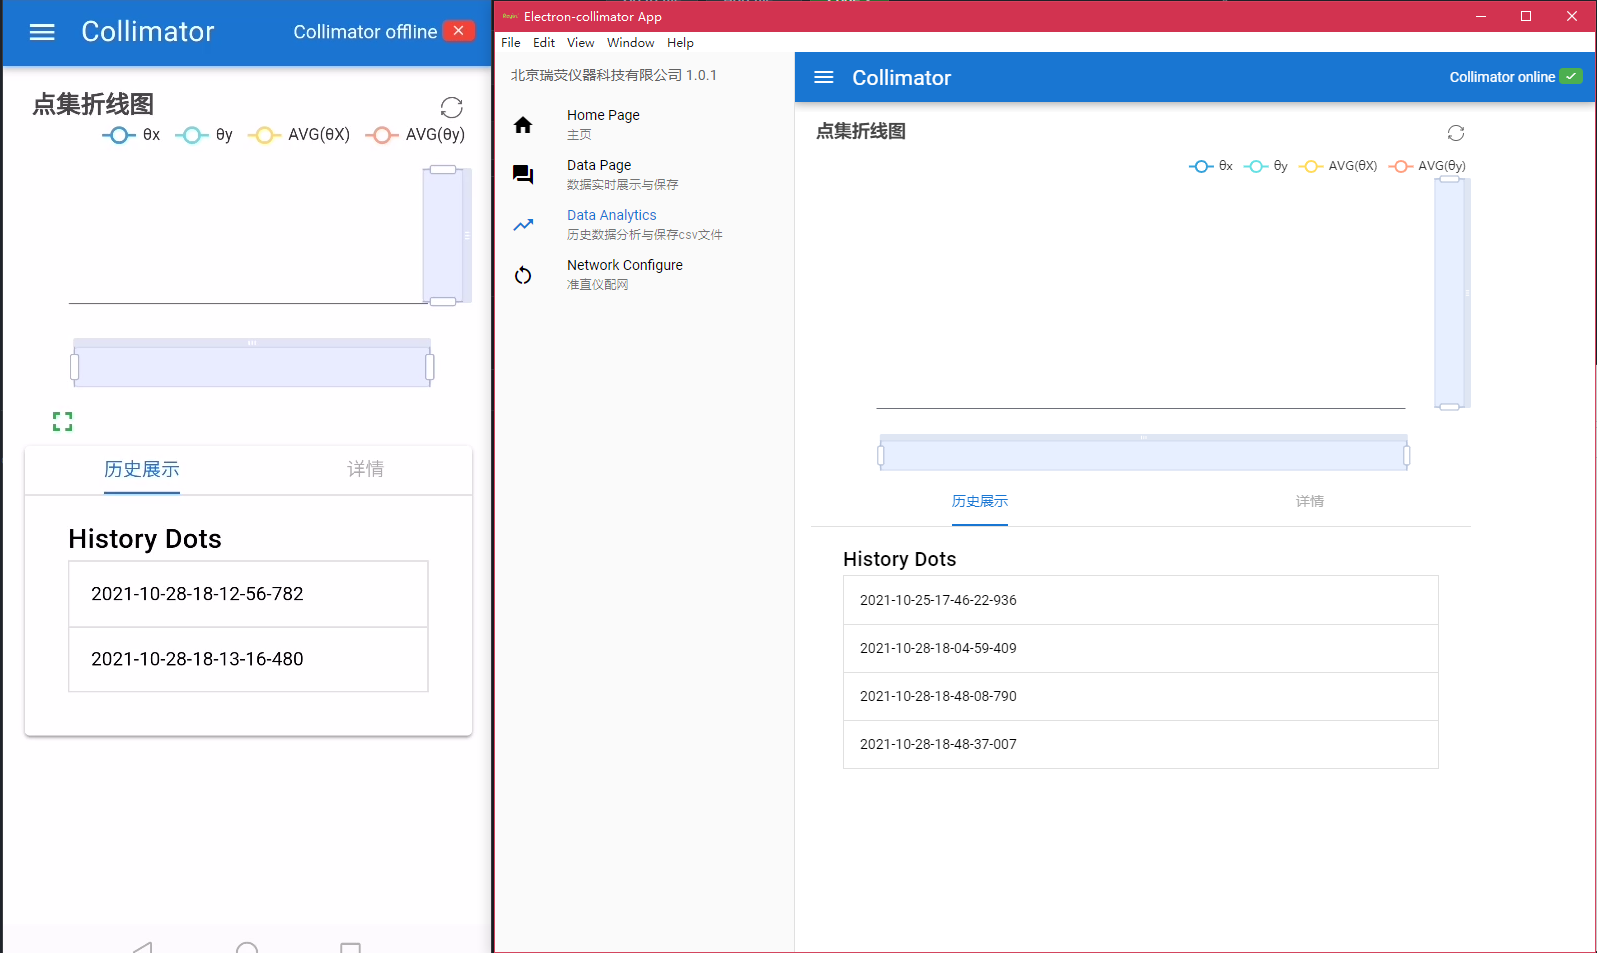 Collimator
Collimator offline
点集折线图
θx
θy
AVG(θX)
AVG(θy)
历史展示
详情
History Dots
2021-10-28-18-12-56-782
2021-10-28-18-13-16-480
Electron-collimator App
File Edit View Window Help
北京瑞荧仪器科技有限公司 1.0.1
Home Page
主页
Data Page
数据实时展示与保存
Data Analytics
历史数据分析与保存csv文件
Network Configure
准直仪配网
Collimator
Collimator online
点集折线图
θx
θy
AVG(θX)
AVG(θy)
历史展示
详情
History Dots
2021-10-25-17-46-22-936
2021-10-28-18-04-59-409
2021-10-28-18-48-08-790
2021-10-28-18-48-37-007